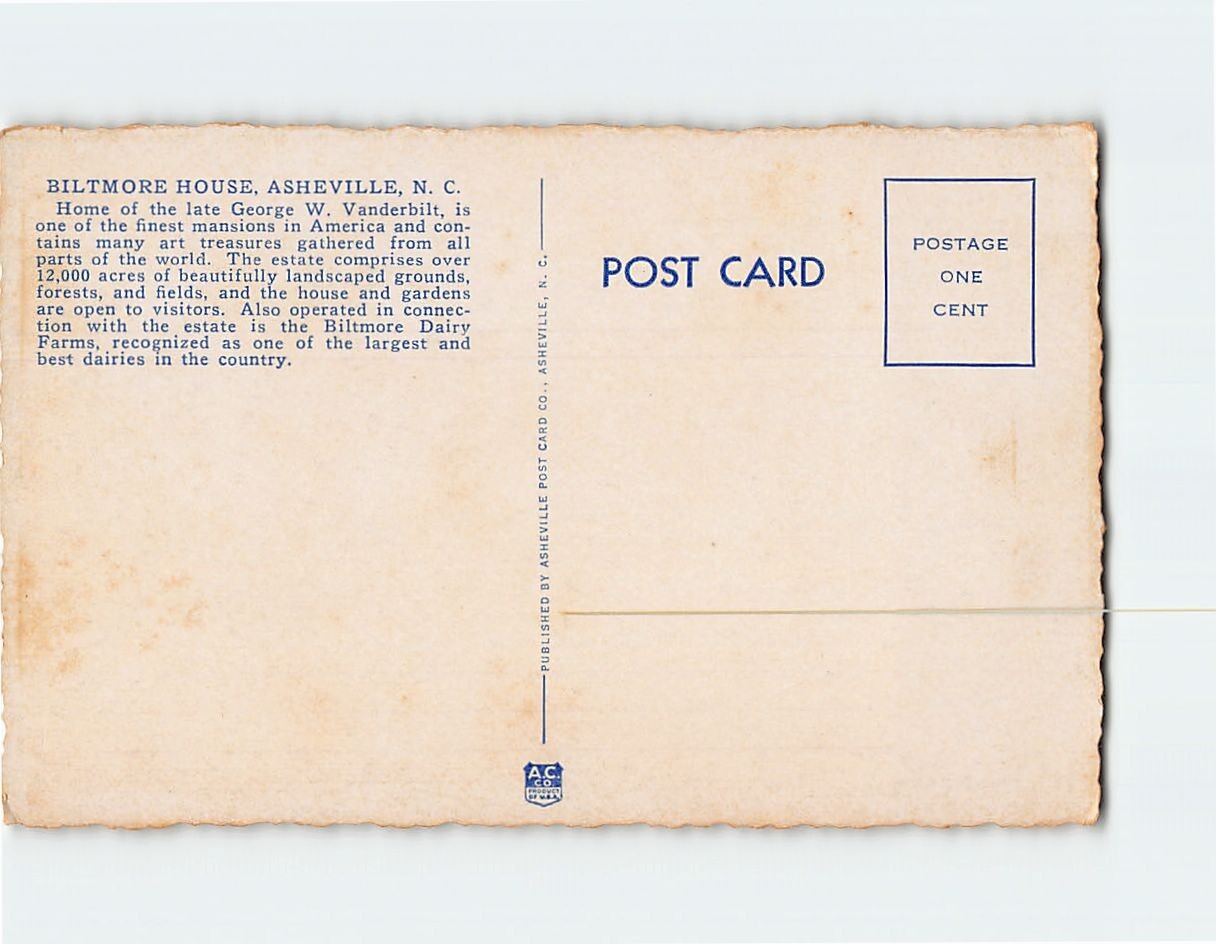 BILTMORE HOUSE, ASHEVILLE, N. C.
Home of the late George W. Vanderbilt, is
one of the finest mansions in America and con-
tains many art treasures gathered from all
parts of the world. The estate comprises over
12,000 acres of beautifully landscaped grounds,
forests, and fields, and the house and gardens
are open to visitors. Also operated in connec-
tion with the estate is the Biltmore Dairy
Farms, recognized as one of the largest and
best dairies in the country.
PUBLISHED BY ASHEVILLE POST CARD CO., ASHEVILLE, N. C.
A.C.
CO.
PRODUCT
OF U.S.A.
POST CARD
POSTAGE
ONE
CENT